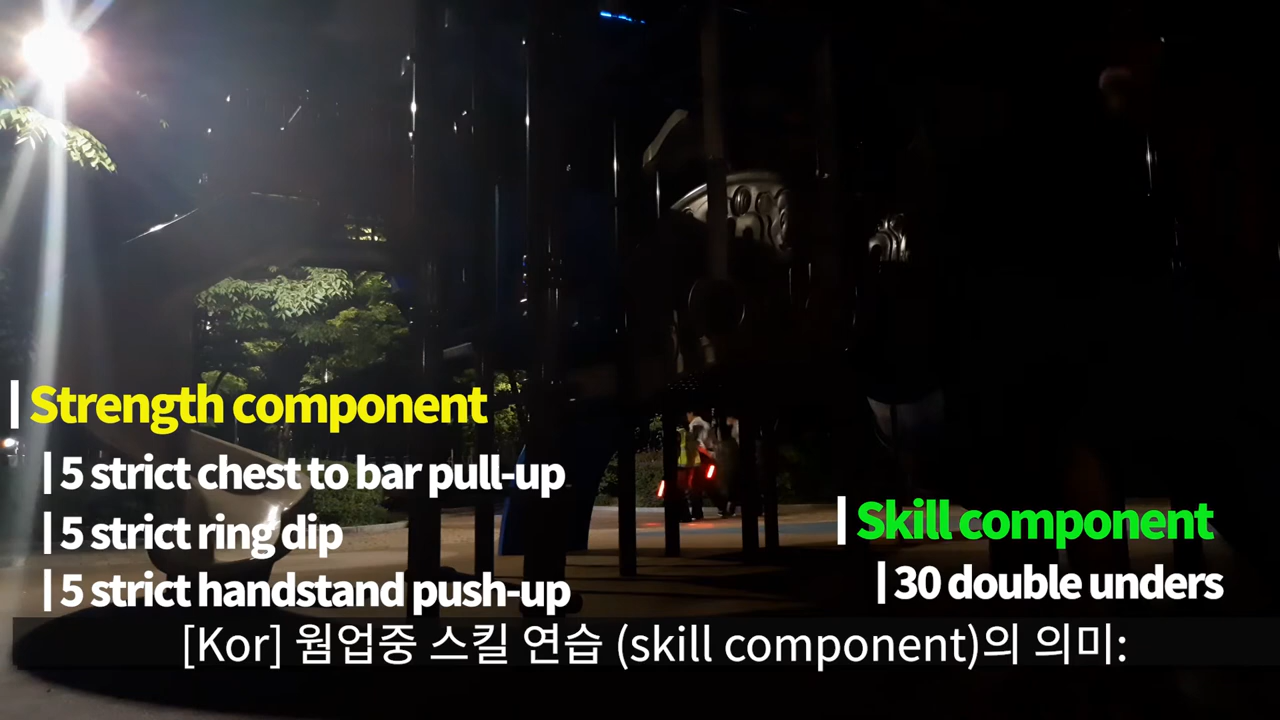 Strength component
5 strict chest to bar pull-up
5 strict ring dip
5 strict handstand push-up
Skill component
30 double unders
[Kor] 웜업중 스킬 연습 (skill component)의 의미: